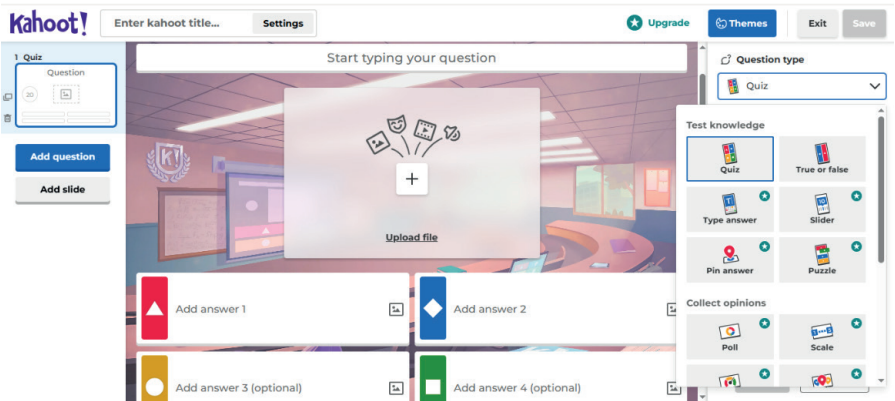 Kahoot!
Enter kahoot title...
Settings
Upgrade
Themes
Exit
Save
1 Quiz
Question
20
Add question
Add slide
Start typing your question
K!
Upload file
Add answer 1
Add answer 2
Add answer 3 (optional)
Add answer 4 (optional)
Question type
Quiz
Test knowledge
Quiz
True or false
Type answer
Slider
Pin answer
Puzzle
Collect opinions
Poll
Scale